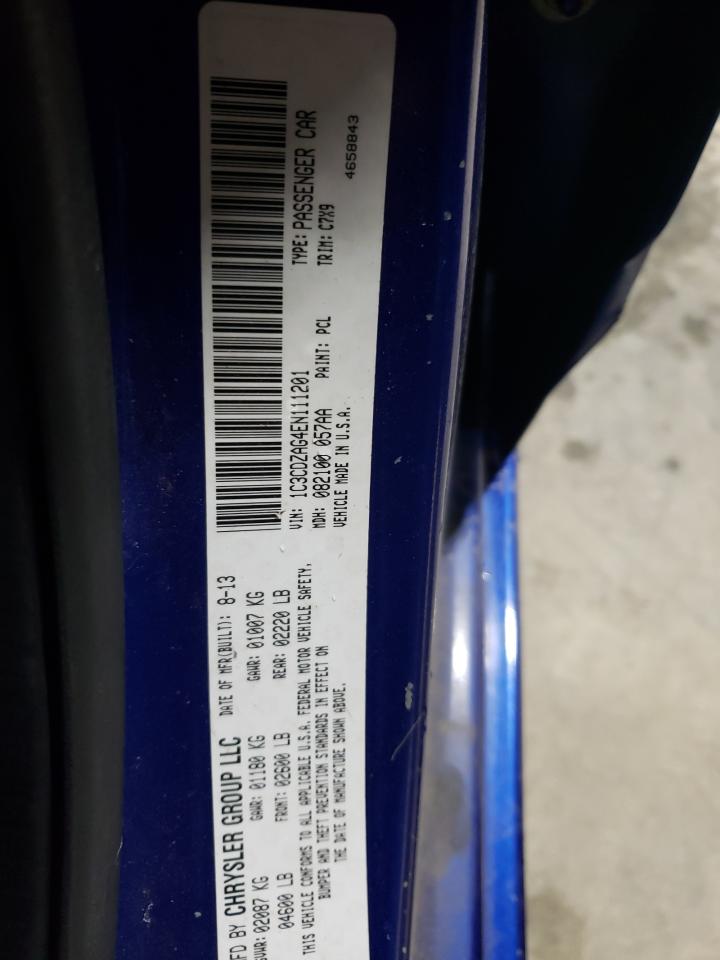 MFD BY CHRYSLER GROUP LLC DATE OF MFR(BUILT): 8-13
GVWR: 02087 KG GAWR: 01180 KG GAWR: 01007 KG
04600 LB FRONT: 02600 LB REAR: 02220 LB
THIS VEHICLE CONFORMS TO ALL APPLICABLE U.S.A. FEDERAL MOTOR VEHICLE SAFETY,
BUMPER AND THEFT PREVENTION STANDARDS IN EFFECT ON
THE DATE OF MANUFACTURE SHOWN ABOVE.
VIN: 1C3CDZAG4EN111201 TYPE: PASSENGER CAR
MDH: 082100 057AA PAINT: PCL TRIM: C7X9
VEHICLE MADE IN U.S.A. 4658843